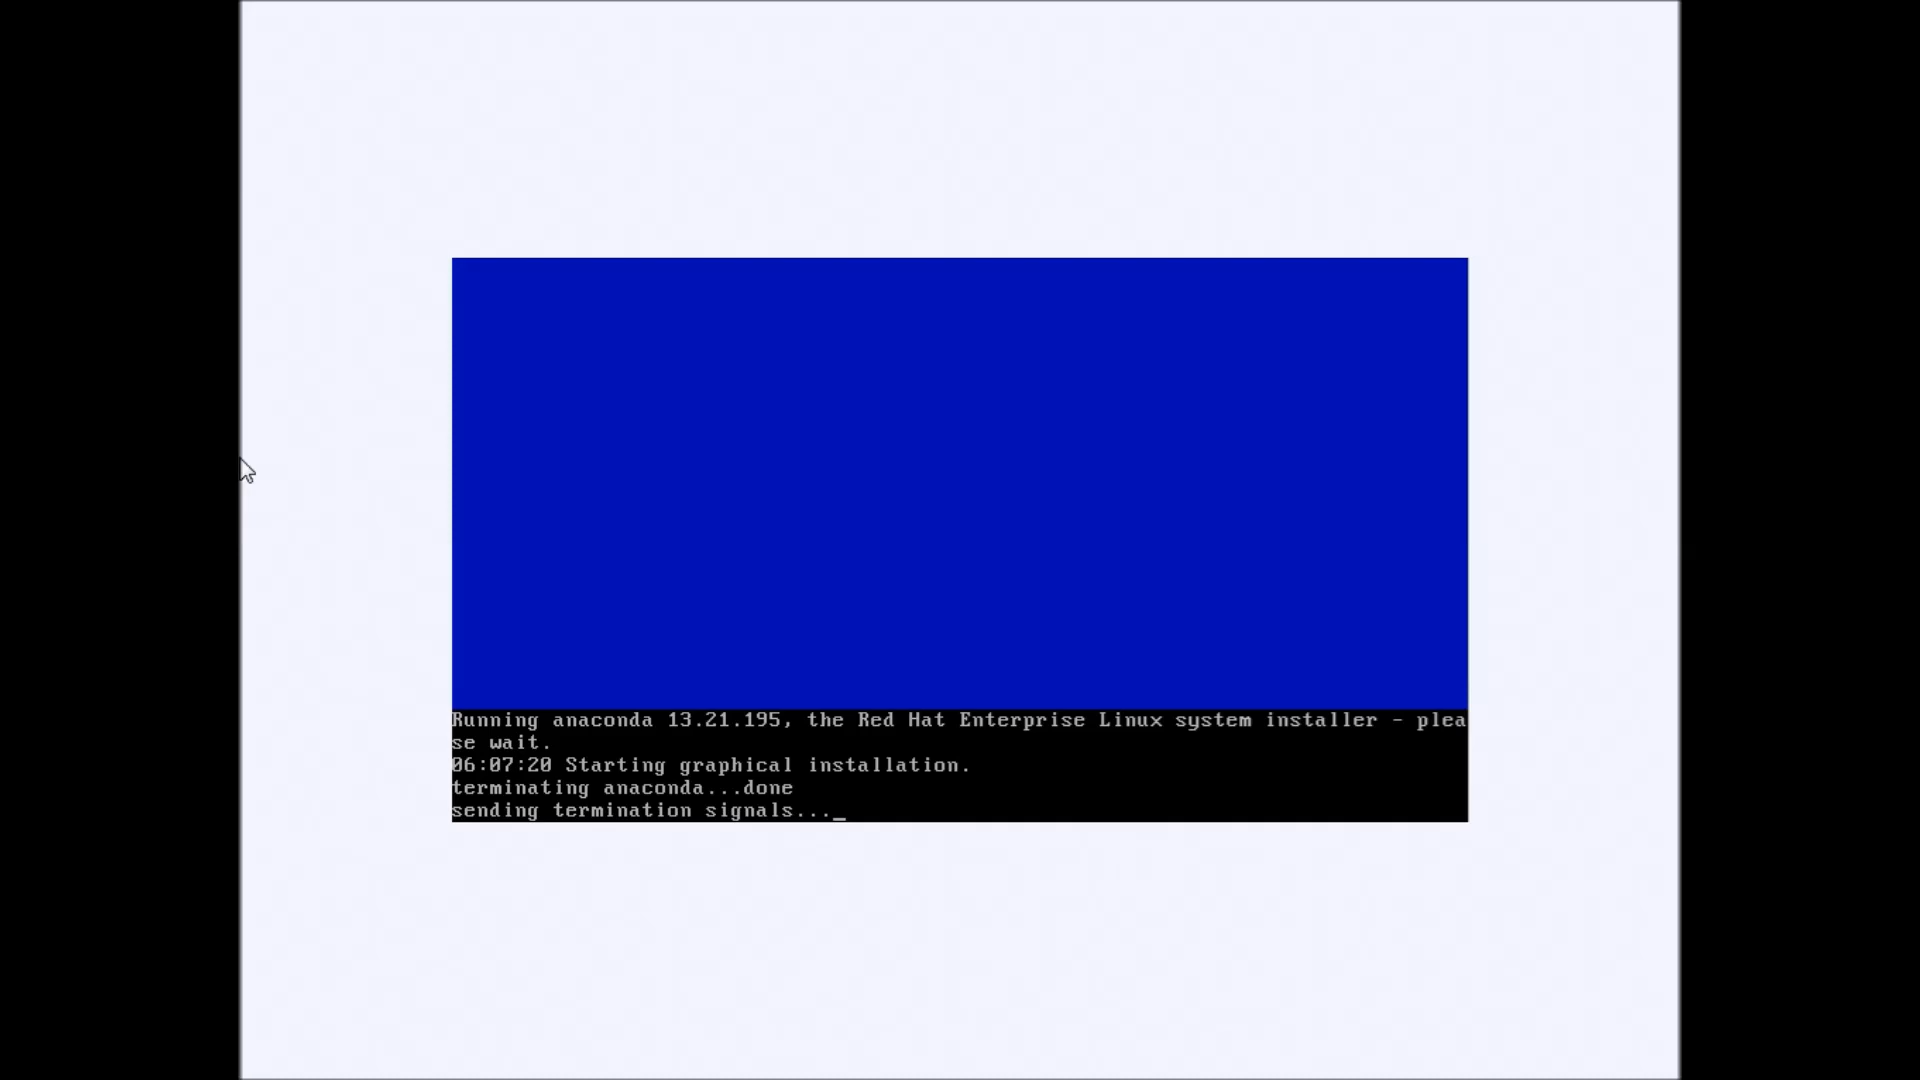 Running anaconda 13.21.195, the Red Hat Enterprise Linux system installer - plea
se wait.
06:07:20 Starting graphical installation.
terminating anaconda...done
sending termination signals..._